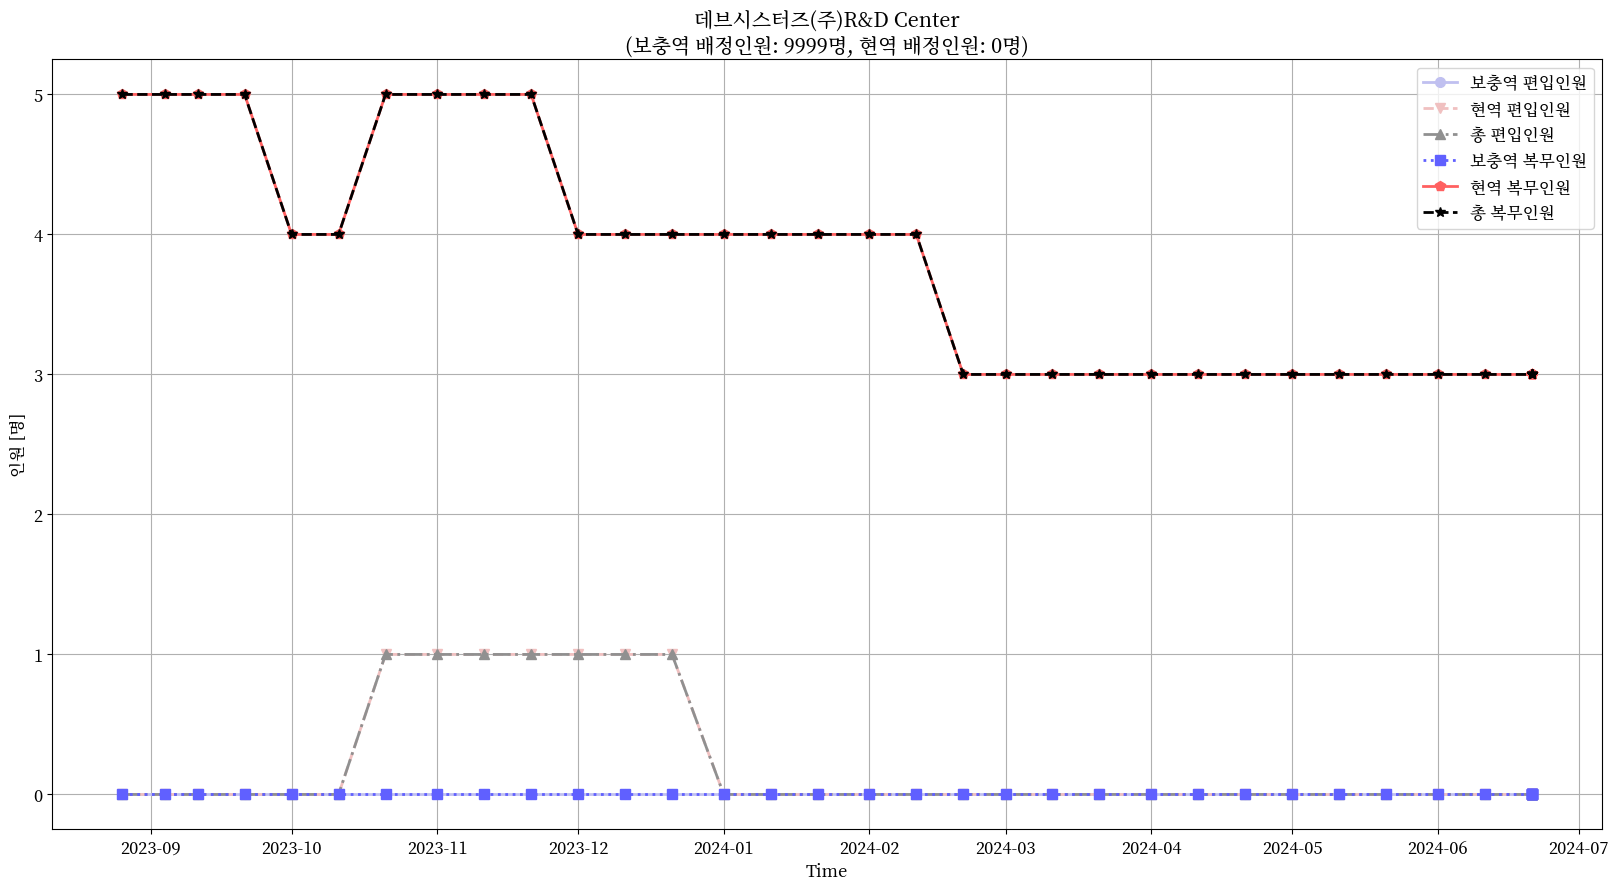 데브시스터즈(주)R&D Center
(보충역 배정인원: 9999명, 현역 배정인원: 0명)
보충역 편입인원
현역 편입인원
총 편입인원
보충역 복무인원
현역 복무인원
총 복무인원
5
4
3
2
1
0
인원 [명]
2023-09
2023-10
2023-11
2023-12
2024-01
2024-02
2024-03
2024-04
2024-05
2024-06
2024-07
Time